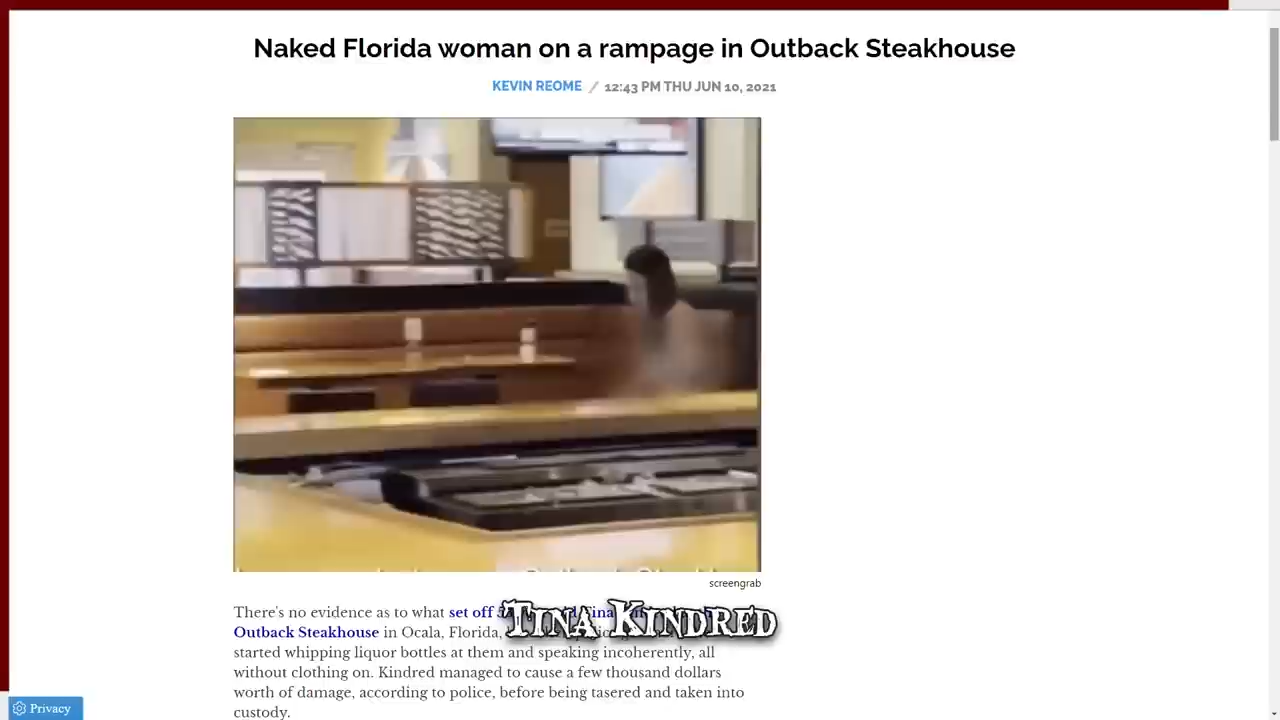 Naked Florida woman on a rampage in Outback Steakhouse
KEVIN REOME / 12:43 PM THU JUN 10, 2021
screengrab
There's no evidence as to what set off
Tina Kindred
Outback Steakhouse in Ocala, Florida,
started whipping liquor bottles at them and speaking incoherently, all
without clothing on. Kindred managed to cause a few thousand dollars
worth of damage, according to police, before being tasered and taken into
custody.
Privacy